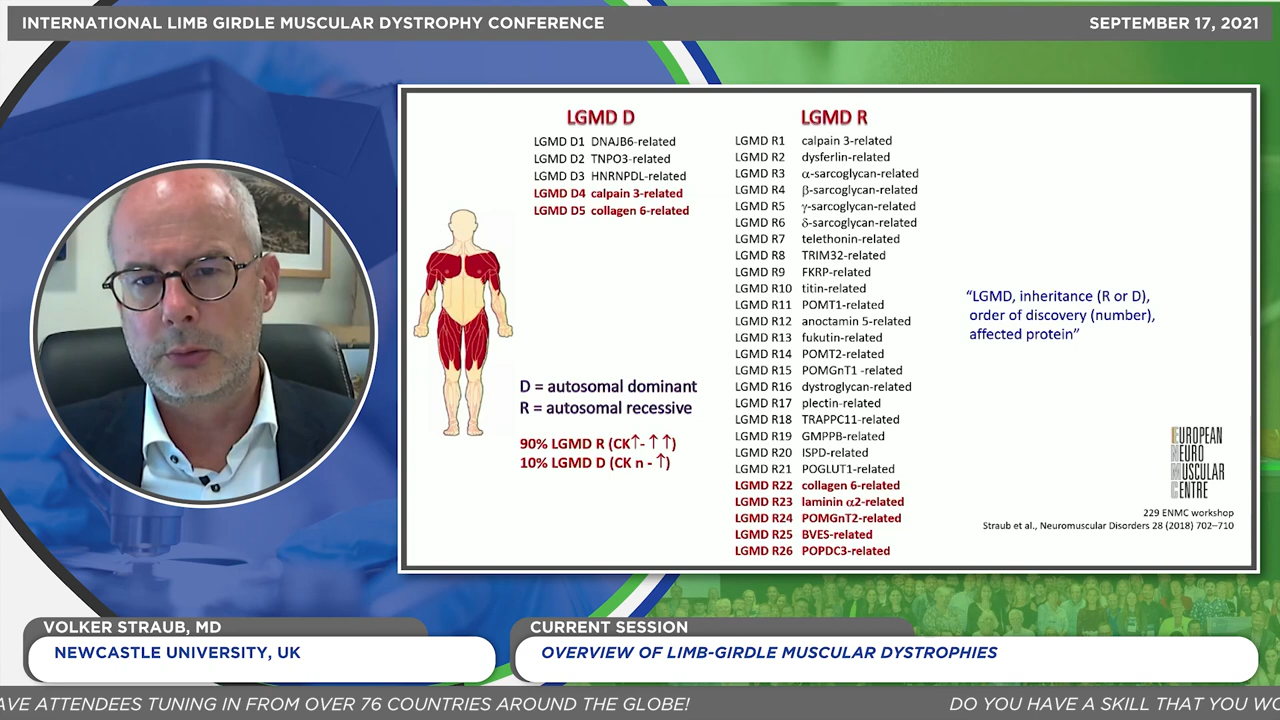 INTERNATIONAL LIMB GIRDLE MUSCULAR DYSTROPHY CONFERENCE
SEPTEMBER 17, 2021
LGMD D
LGMD D1 DNAJB6-related
LGMD D2 TNPO3-related
LGMD D3 HNRNPDL-related
LGMD D4 calpain 3-related
LGMD D5 collagen 6-related
D = autosomal dominant
R = autosomal recessive
90% LGMD R (CK↑- ↑↑)
10% LGMD D (CK n - ↑)
LGMD R
LGMD R1 calpain 3-related
LGMD R2 dysferlin-related
LGMD R3 α-sarcoglycan-related
LGMD R4 β-sarcoglycan-related
LGMD R5 γ-sarcoglycan-related
LGMD R6 δ-sarcoglycan-related
LGMD R7 telethonin-related
LGMD R8 TRIM32-related
LGMD R9 FKRP-related
LGMD R10 titin-related
LGMD R11 POMT1-related
LGMD R12 anoctamin 5-related
LGMD R13 fukutin-related
LGMD R14 POMT2-related
LGMD R15 POMGnT1 -related
LGMD R16 dystroglycan-related
LGMD R17 plectin-related
LGMD R18 TRAPPC11-related
LGMD R19 GMPPB-related
LGMD R20 ISPD-related
LGMD R21 POGLUT1-related
LGMD R22 collagen 6-related
LGMD R23 laminin α2-related
LGMD R24 POMGnT2-related
LGMD R25 BVES-related
LGMD R26 POPDC3-related
“LGMD, inheritance (R or D),
order of discovery (number),
affected protein”
EUROPEAN
NEURO
MUSCULAR
CENTRE
229 ENMC workshop
Straub et al., Neuromuscular Disorders 28 (2018) 702–710
VOLKER STRAUB, MD
NEWCASTLE UNIVERSITY, UK
CURRENT SESSION
OVERVIEW OF LIMB-GIRDLE MUSCULAR DYSTROPHIES
AVE ATTENDEES TUNING IN FROM OVER 76 COUNTRIES AROUND THE GLOBE!
DO YOU HAVE A SKILL THAT YOU WO